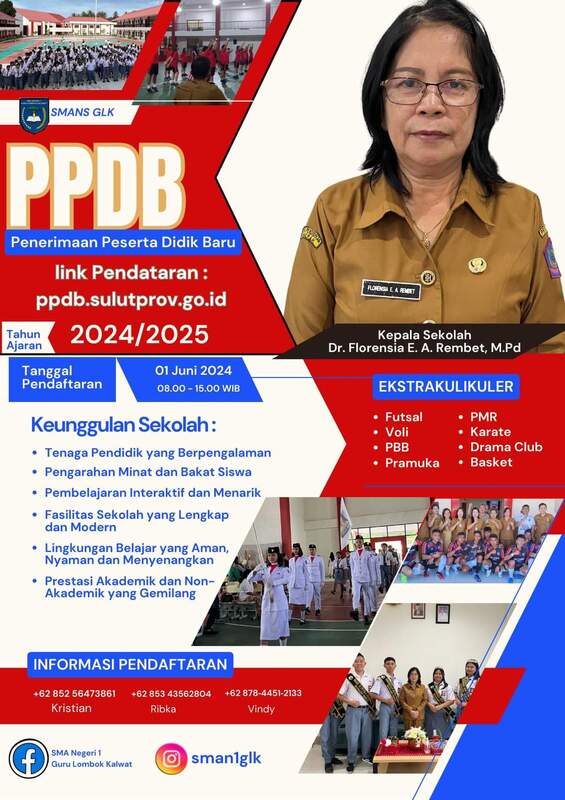 SMANS GLK
PPDB
Penerimaan Peserta Didik Baru
link Pendataran :
ppdb.sulutprov.go.id
Tahun
Ajaran
2024/2025
FLORENSIA E. A. REMBET
Kepala Sekolah
Dr. Florensia E. A. Rembet, M.Pd
Tanggal
Pendaftaran
01 Juni 2024
08.00 - 15.00 WIB
Keunggulan Sekolah :
• Tenaga Pendidik yang Berpengalaman
• Pengarahan Minat dan Bakat Siswa
• Pembelajaran Interaktif dan Menarik
• Fasilitas Sekolah yang Lengkap
dan Modern
• Lingkungan Belajar yang Aman,
Nyaman dan Menyenangkan
• Prestasi Akademik dan Non-
Akademik yang Gemilang
EKSTRAKULIKULER
• Futsal
• Voli
• PBB
• Pramuka
• PMR
• Karate
• Drama Club
• Basket
INFORMASI PENDAFTARAN
+62 852 56473861
Kristian
+62 853 43562804
Ribka
+62 878-4451-2133
Vindy
SMA Negeri 1
Guru Lombok Kalwat
sman1glk